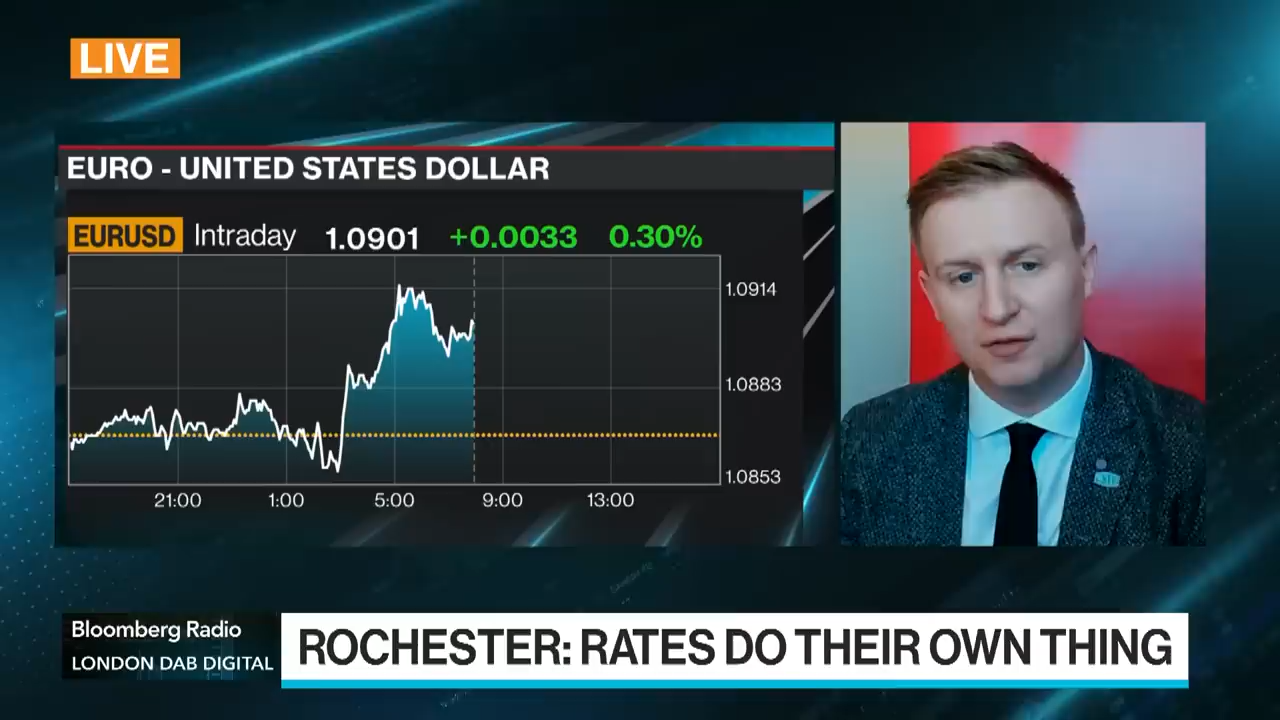 LIVE
EURO - UNITED STATES DOLLAR
EURUSD Intraday 1.0901 +0.0033 0.30%
1.0914
1.0883
1.0853
21:00 1:00 5:00 9:00 13:00
Bloomberg Radio
LONDON DAB DIGITAL
ROCHESTER: RATES DO THEIR OWN THING